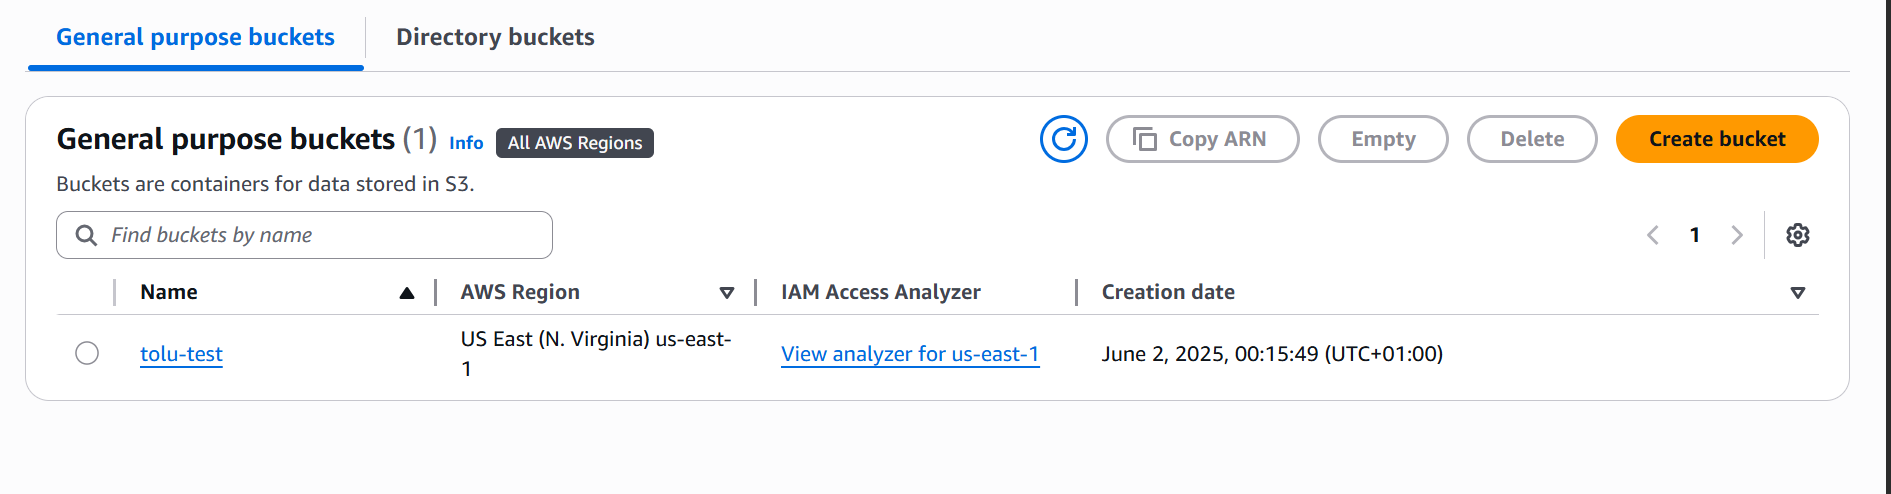 General purpose buckets
Directory buckets
General purpose buckets (1) Info All AWS Regions
Copy ARN
Empty
Delete
Create bucket
Buckets are containers for data stored in S3.
Find buckets by name
1
Name
AWS Region
IAM Access Analyzer
Creation date
tolu-test
US East (N. Virginia) us-east-
1
View analyzer for us-east-1
June 2, 2025, 00:15:49 (UTC+01:00)